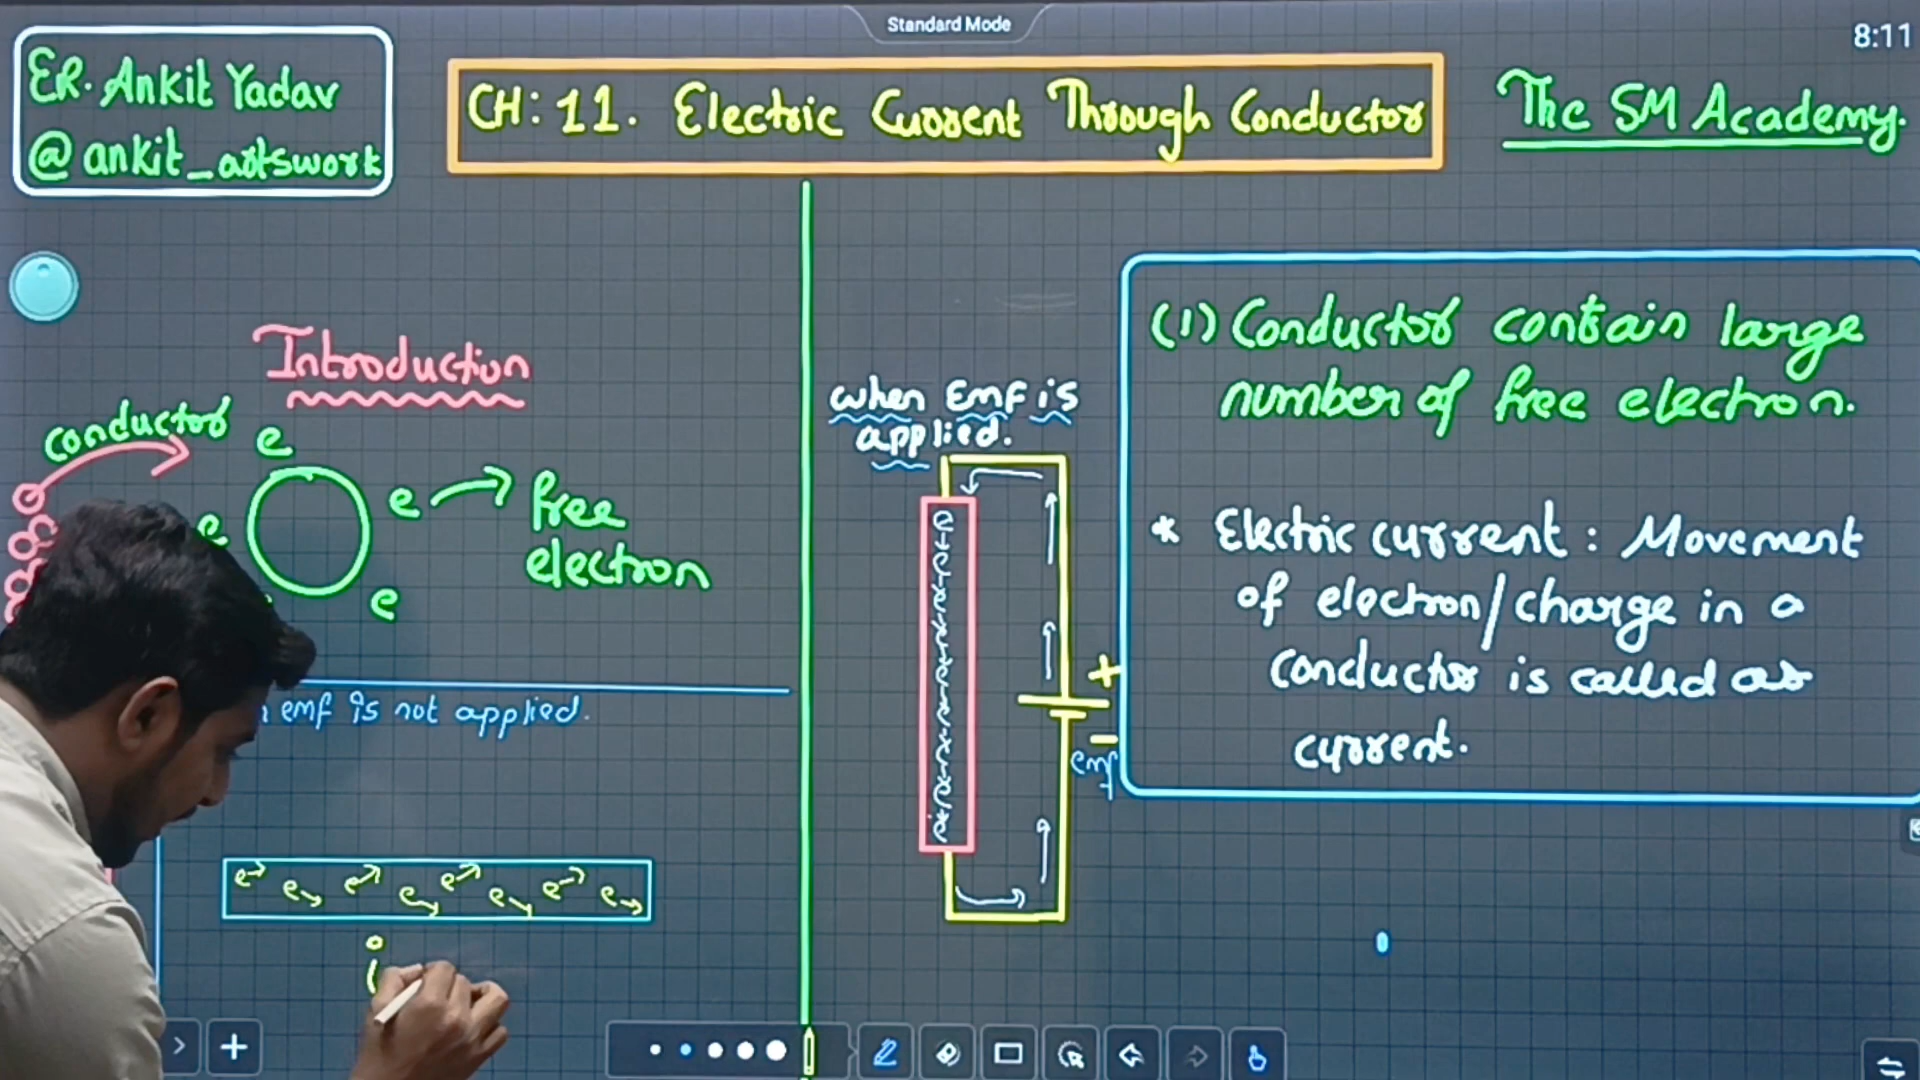 Standard Mode
8:11
ER. Ankit Yadav
@ankit_artswork
CH: 11. Electric Current Through Conductor
The SM Academy.
Introduction
conductor
e
e
e
e
free
electron
emf is not applied.
e e e e e e e e
i
when Emf is
applied.
+
-
emf
(1) Conductor contain large
number of free electron.
* Electric current : Movement
of electron/charge in a
conductor is called as
current.